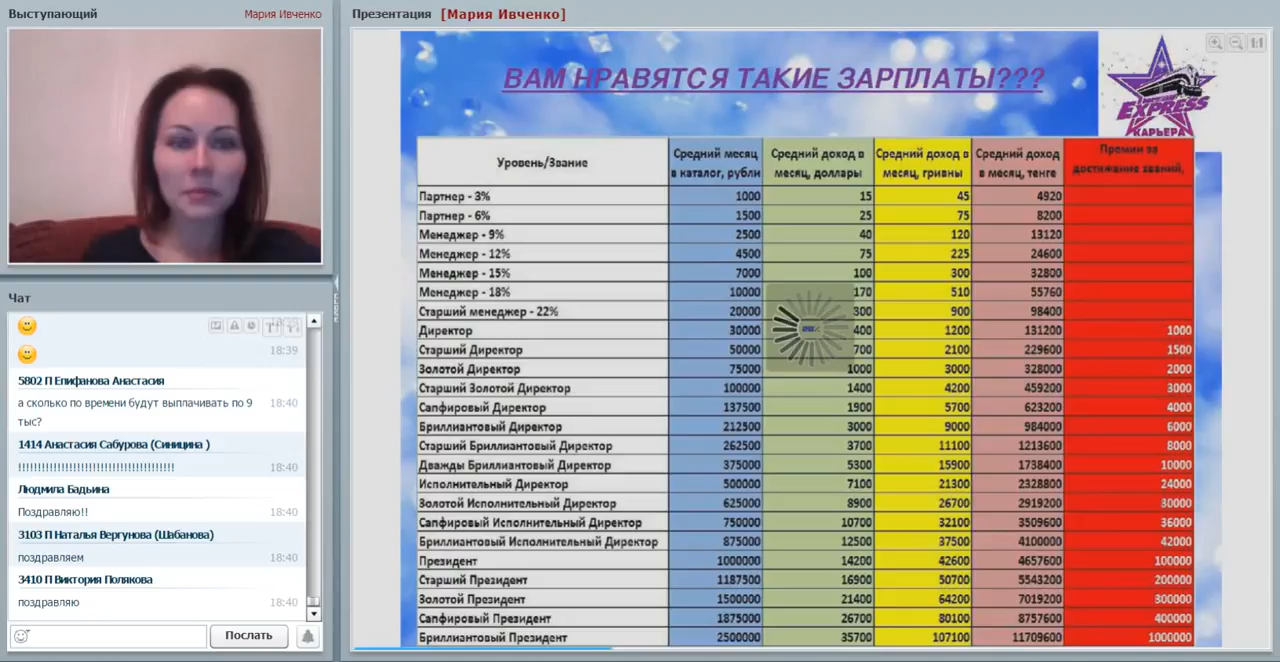 Выступающий
Мария Ивченко
Чат
18:39
5802 П Епифанова Анастасия
а сколько по времени будут выплачивать по 9 тыс?
18:40
1414 Анастасия Сабурова (Синицина )
!!!!!!!!!!!!!!!!!!!!!!!!!!!!!!!!!!!!!!!
18:40
Людмила Бадьина
Поздравляю!!
18:40
3103 П Наталья Вергунова (Шабанова)
поздравляем
18:40
3410 П Виктория Полякова
поздравляю
18:40
Послать
Презентация [Мария Ивченко]
1:1
ВАМ НРАВЯТСЯ ТАКИЕ ЗАРПЛАТЫ???
EXPRESS
КАРЬЕРА
Уровень/Звание Средний месяц в каталог, рубли Средний доход в месяц, доллары Средний доход в месяц, гривны Средний доход в месяц, тенге Премии за достижение званий,
Партнер - 3% 1000 15 45 4920
Партнер - 6% 1500 25 75 8200
Менеджер - 9% 2500 40 120 13120
Менеджер - 12% 4500 75 225 24600
Менеджер - 15% 7000 100 300 32800
Менеджер - 18% 10000 170 510 55760
Старший менеджер - 22% 20000 300 900 98400
Директор 30000 400 1200 131200 1000
Старший Директор 50000 700 2100 229600 1500
Золотой Директор 75000 1000 3000 328000 2000
Старший Золотой Директор 100000 1400 4200 459200 3000
Сапфировый Директор 137500 1900 5700 623200 4000
Бриллиантовый Директор 212500 3000 9000 984000 6000
Старший Бриллиантовый Директор 262500 3700 11100 1213600 8000
Дважды Бриллиантовый Директор 375000 5300 15900 1738400 10000
Исполнительный Директор 500000 7100 21300 2328800 24000
Золотой Исполнительный Директор 625000 8900 26700 2919200 30000
Сапфировый Исполнительный Директор 750000 10700 32100 3509600 36000
Бриллиантовый Исполнительный Директор 875000 12500 37500 4100000 42000
Президент 1000000 14200 42600 4657600 100000
Старший Президент 1187500 16900 50700 5543200 200000
Золотой Президент 1500000 21400 64200 7019200 300000
Сапфировый Президент 1875000 26700 80100 8757600 400000
Бриллиантовый Президент 2500000 35700 107100 11709600 1000000